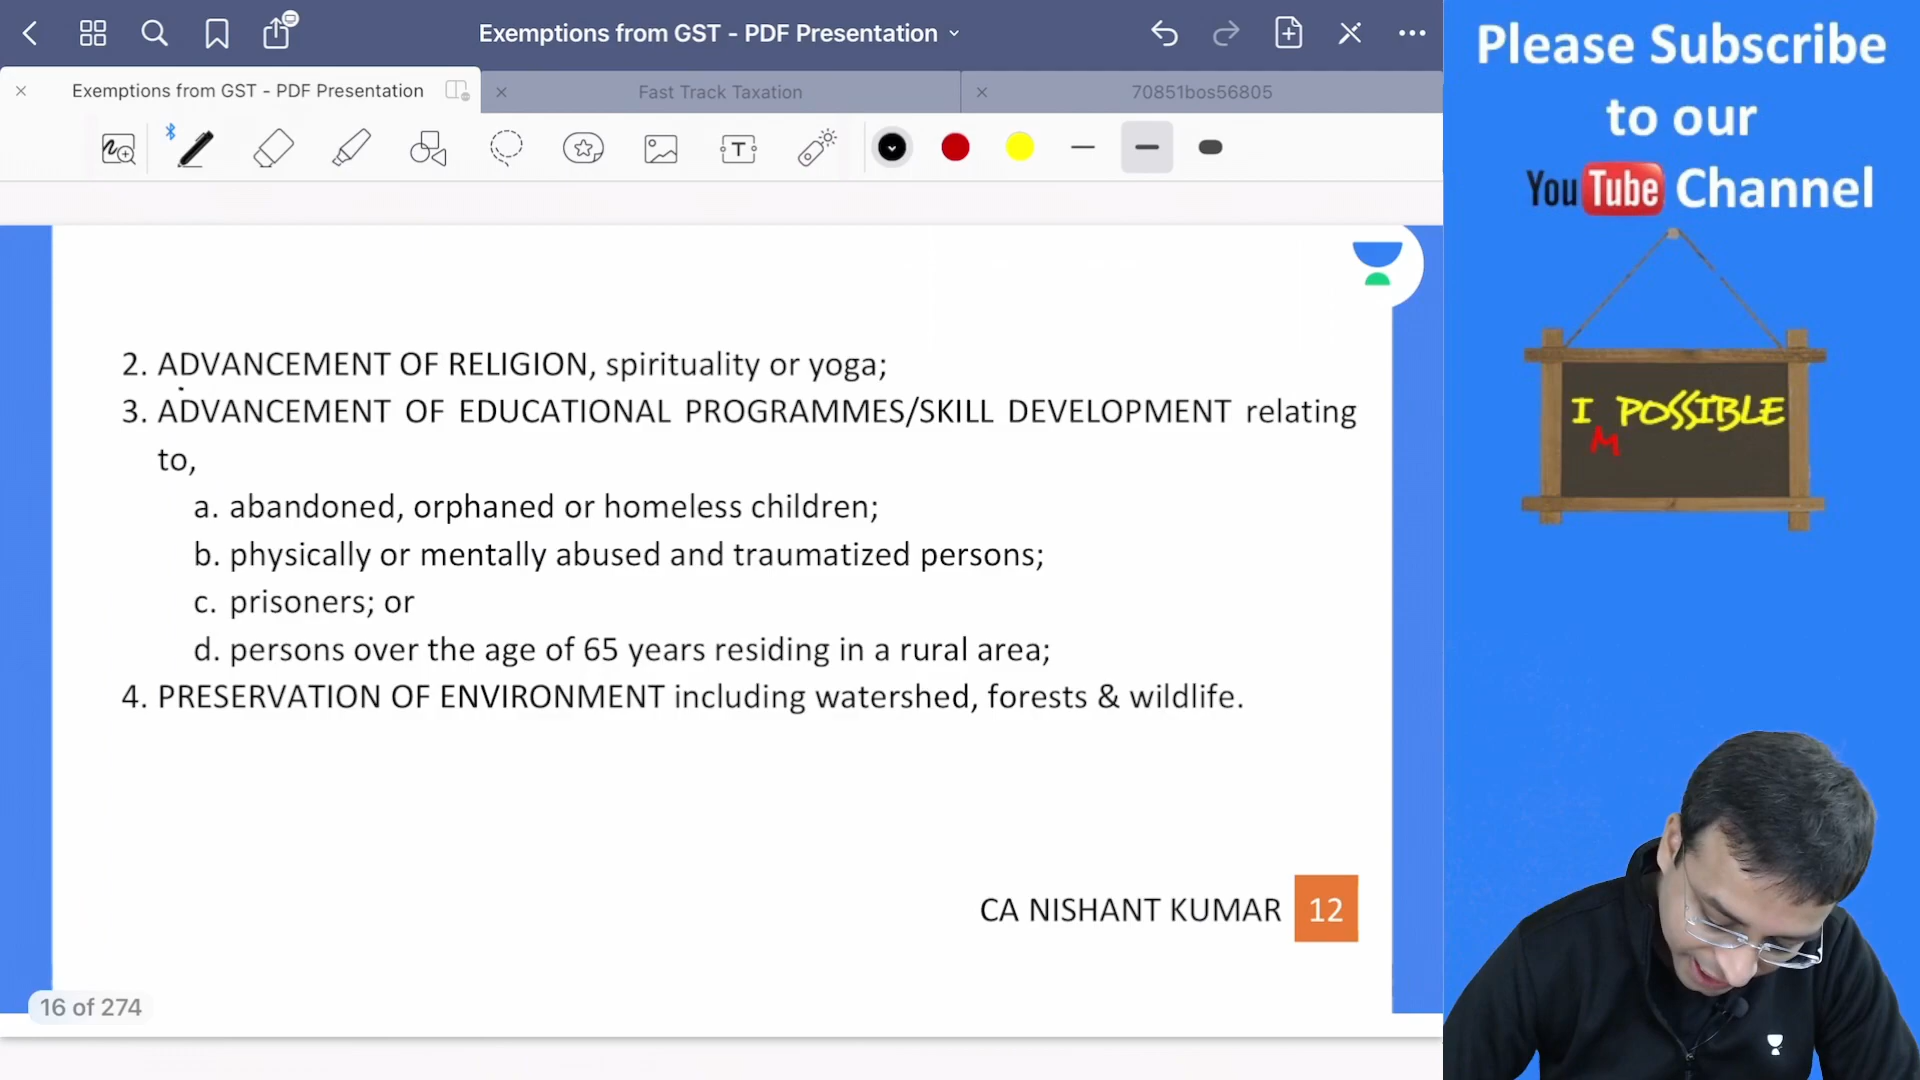 Exemptions from GST - PDF Presentation
Exemptions from GST - PDF Presentation
Fast Track Taxation
70851bos56805
T
2. ADVANCEMENT OF RELIGION, spirituality or yoga;
3. ADVANCEMENT OF EDUCATIONAL PROGRAMMES/SKILL DEVELOPMENT relating
to,
a. abandoned, orphaned or homeless children;
b. physically or mentally abused and traumatized persons;
c. prisoners; or
d. persons over the age of 65 years residing in a rural area;
4. PRESERVATION OF ENVIRONMENT including watershed, forests & wildlife.
CA NISHANT KUMAR 12
16 of 274
Please Subscribe
to our
YouTube Channel
I POSSIBLE
M